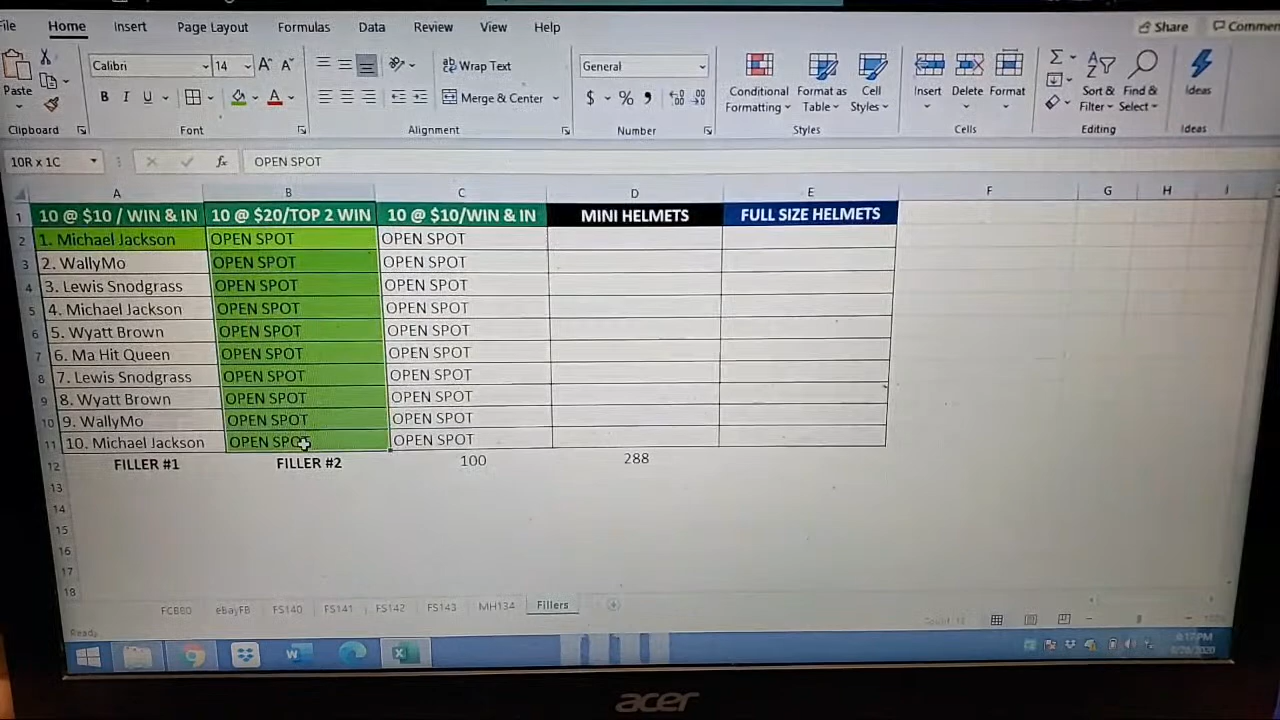 File Home Insert Page Layout Formulas Data Review View Help Share
Calibri 14 A A Wrap Text General
Paste B I U A Merge & Center $ % Conditional Formatting Format as Table Cell Styles Insert Delete Format Sort & Filter Find & Select Ideas
Clipboard Font Alignment Number Styles Cells Editing Ideas
10R x 1C fx OPEN SPOT
A B C D E F G H I
1 10 @ $10 / WIN & IN 10 @ $20/TOP 2 WIN 10 @ $10/WIN & IN MINI HELMETS FULL SIZE HELMETS
2 1. Michael Jackson OPEN SPOT OPEN SPOT
3 2. WallyMo OPEN SPOT OPEN SPOT
4 3. Lewis Snodgrass OPEN SPOT OPEN SPOT
5 4. Michael Jackson OPEN SPOT OPEN SPOT
6 5. Wyatt Brown OPEN SPOT OPEN SPOT
7 6. Ma Hit Queen OPEN SPOT OPEN SPOT
8 7. Lewis Snodgrass OPEN SPOT OPEN SPOT
9 8. Wyatt Brown OPEN SPOT OPEN SPOT
10 9. WallyMo OPEN SPOT OPEN SPOT
11 10. Michael Jackson OPEN SPOT OPEN SPOT
12 FILLER #1 FILLER #2 100 288
13
14
15
16
17
18
eBayFB FS140 FS141 FS142 FS143 MH134 Fillers
Ready
acer